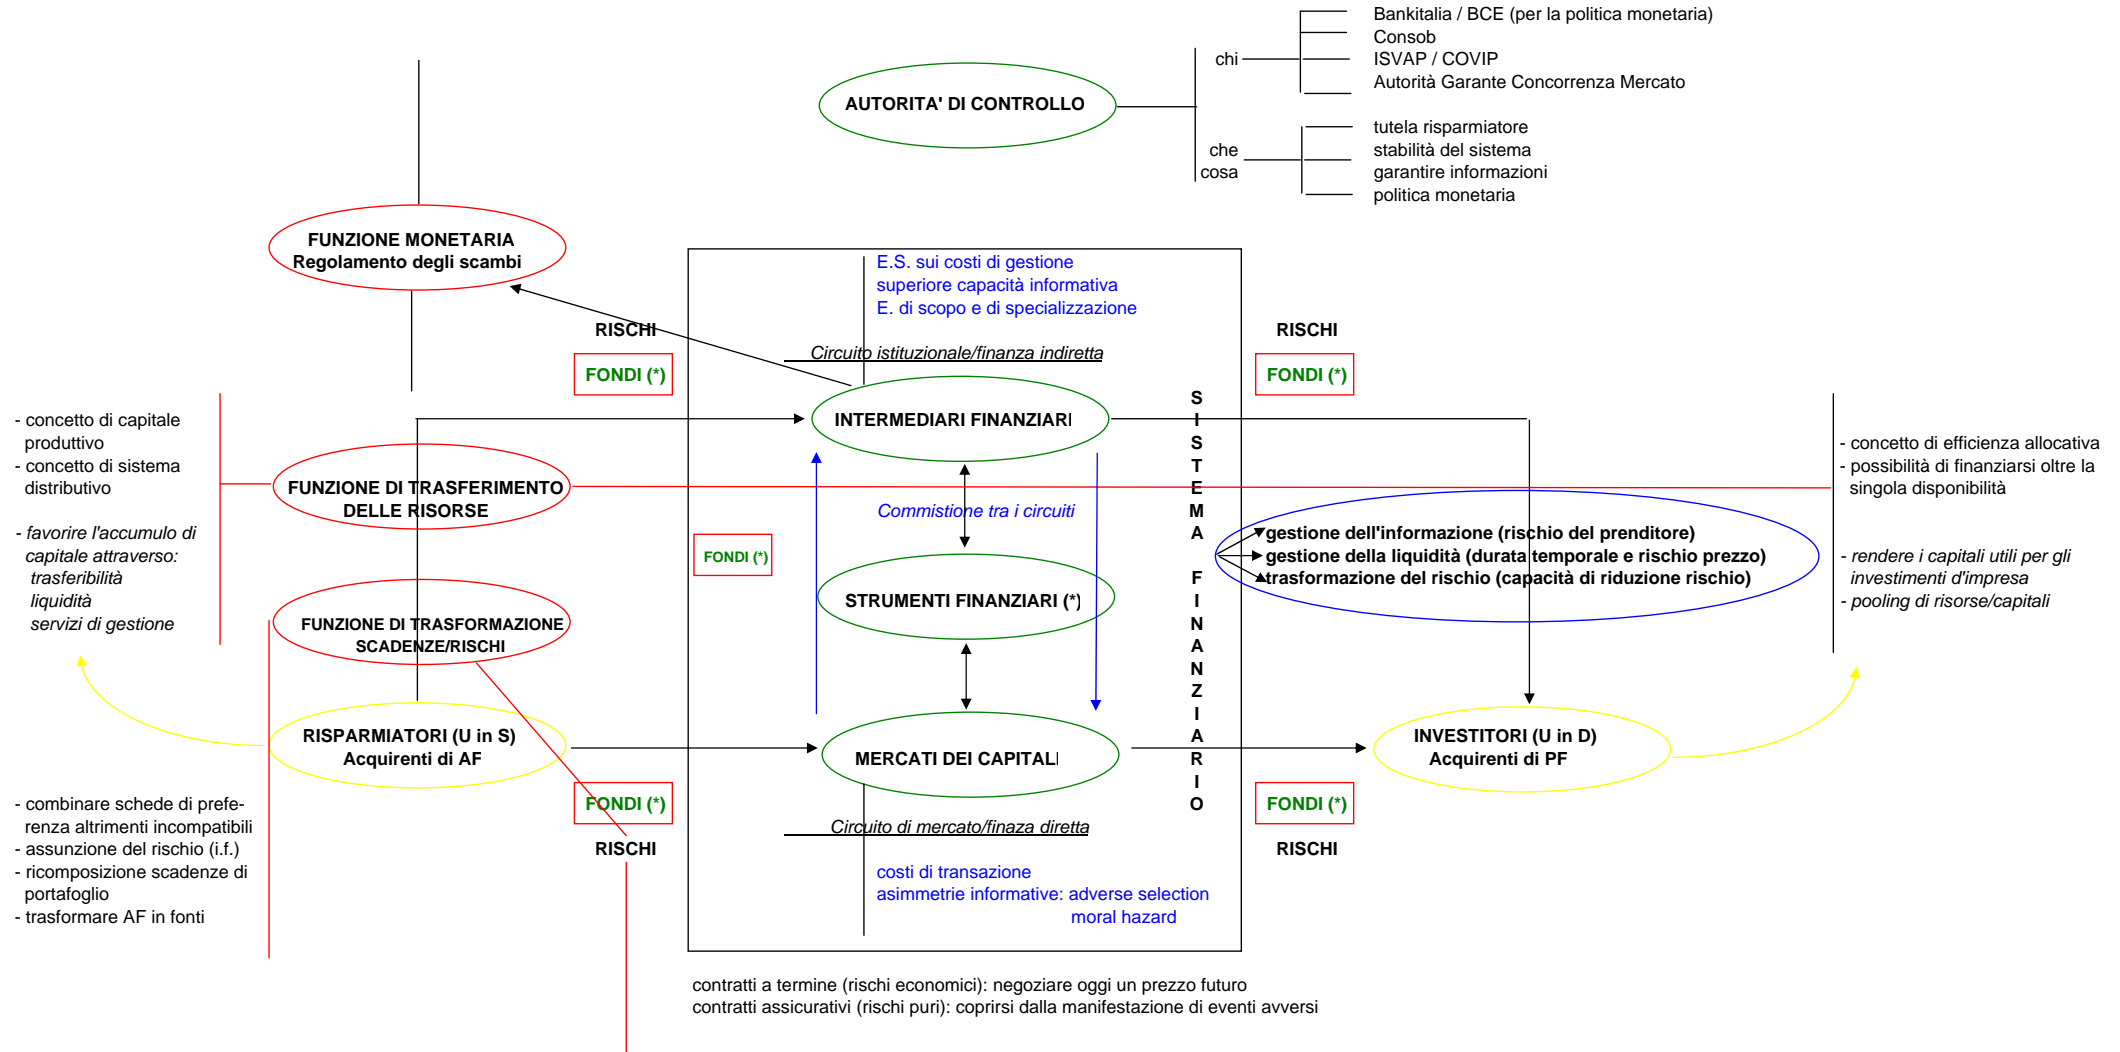 Bankitalia / BCE (per la politica monetaria)
Consob
chi
ISVAP / COVIP
Autorità Garante Concorrenza Mercato
AUTORITA' DI CONTROLLO
tutela risparmiatore
che
stabilità del sistema
cosa
garantire informazioni
politica monetaria
FUNZIONE MONETARIA
Regolamento degli scambi
E.S. sui costi di gestione
superiore capacità informativa
E. di scopo e di specializzazione
RISCHI
RISCHI
Circuito istituzionale/finanza indiretta
FONDI (*)
FONDI (*)
INTERMEDIARI FINANZIARI
SISTEMA FINANZIARIO
- concetto di capitale
produttivo
- concetto di sistema
distributivo
- favorire l'accumulo di
capitale attraverso:
trasferibilità
liquidità
servizi di gestione
FUNZIONE DI TRASFERIMENTO
DELLE RISORSE
Commistione tra i circuiti
FONDI (*)
gestione dell'informazione (rischio del prenditore)
gestione della liquidità (durata temporale e rischio prezzo)
trasformazione del rischio (capacità di riduzione rischio)
- concetto di efficienza allocativa
- possibilità di finanziarsi oltre la
singola disponibilità
- rendere i capitali utili per gli
investimenti d'impresa
- pooling di risorse/capitali
STRUMENTI FINANZIARI (*)
FUNZIONE DI TRASFORMAZIONE
SCADENZE/RISCHI
RISPARMIATORI (U in S)
Acquirenti di AF
MERCATI DEI CAPITALI
INVESTITORI (U in D)
Acquirenti di PF
- combinare schede di prefe-
renza altrimenti incompatibili
- assunzione del rischio (i.f.)
- ricomposizione scadenze di
portafoglio
- trasformare AF in fonti
FONDI (*)
FONDI (*)
Circuito di mercato/finaza diretta
RISCHI
RISCHI
costi di transazione
asimmetrie informative: adverse selection
moral hazard
contratti a termine (rischi economici): negoziare oggi un prezzo futuro
contratti assicurativi (rischi puri): coprirsi dalla manifestazione di eventi avversi